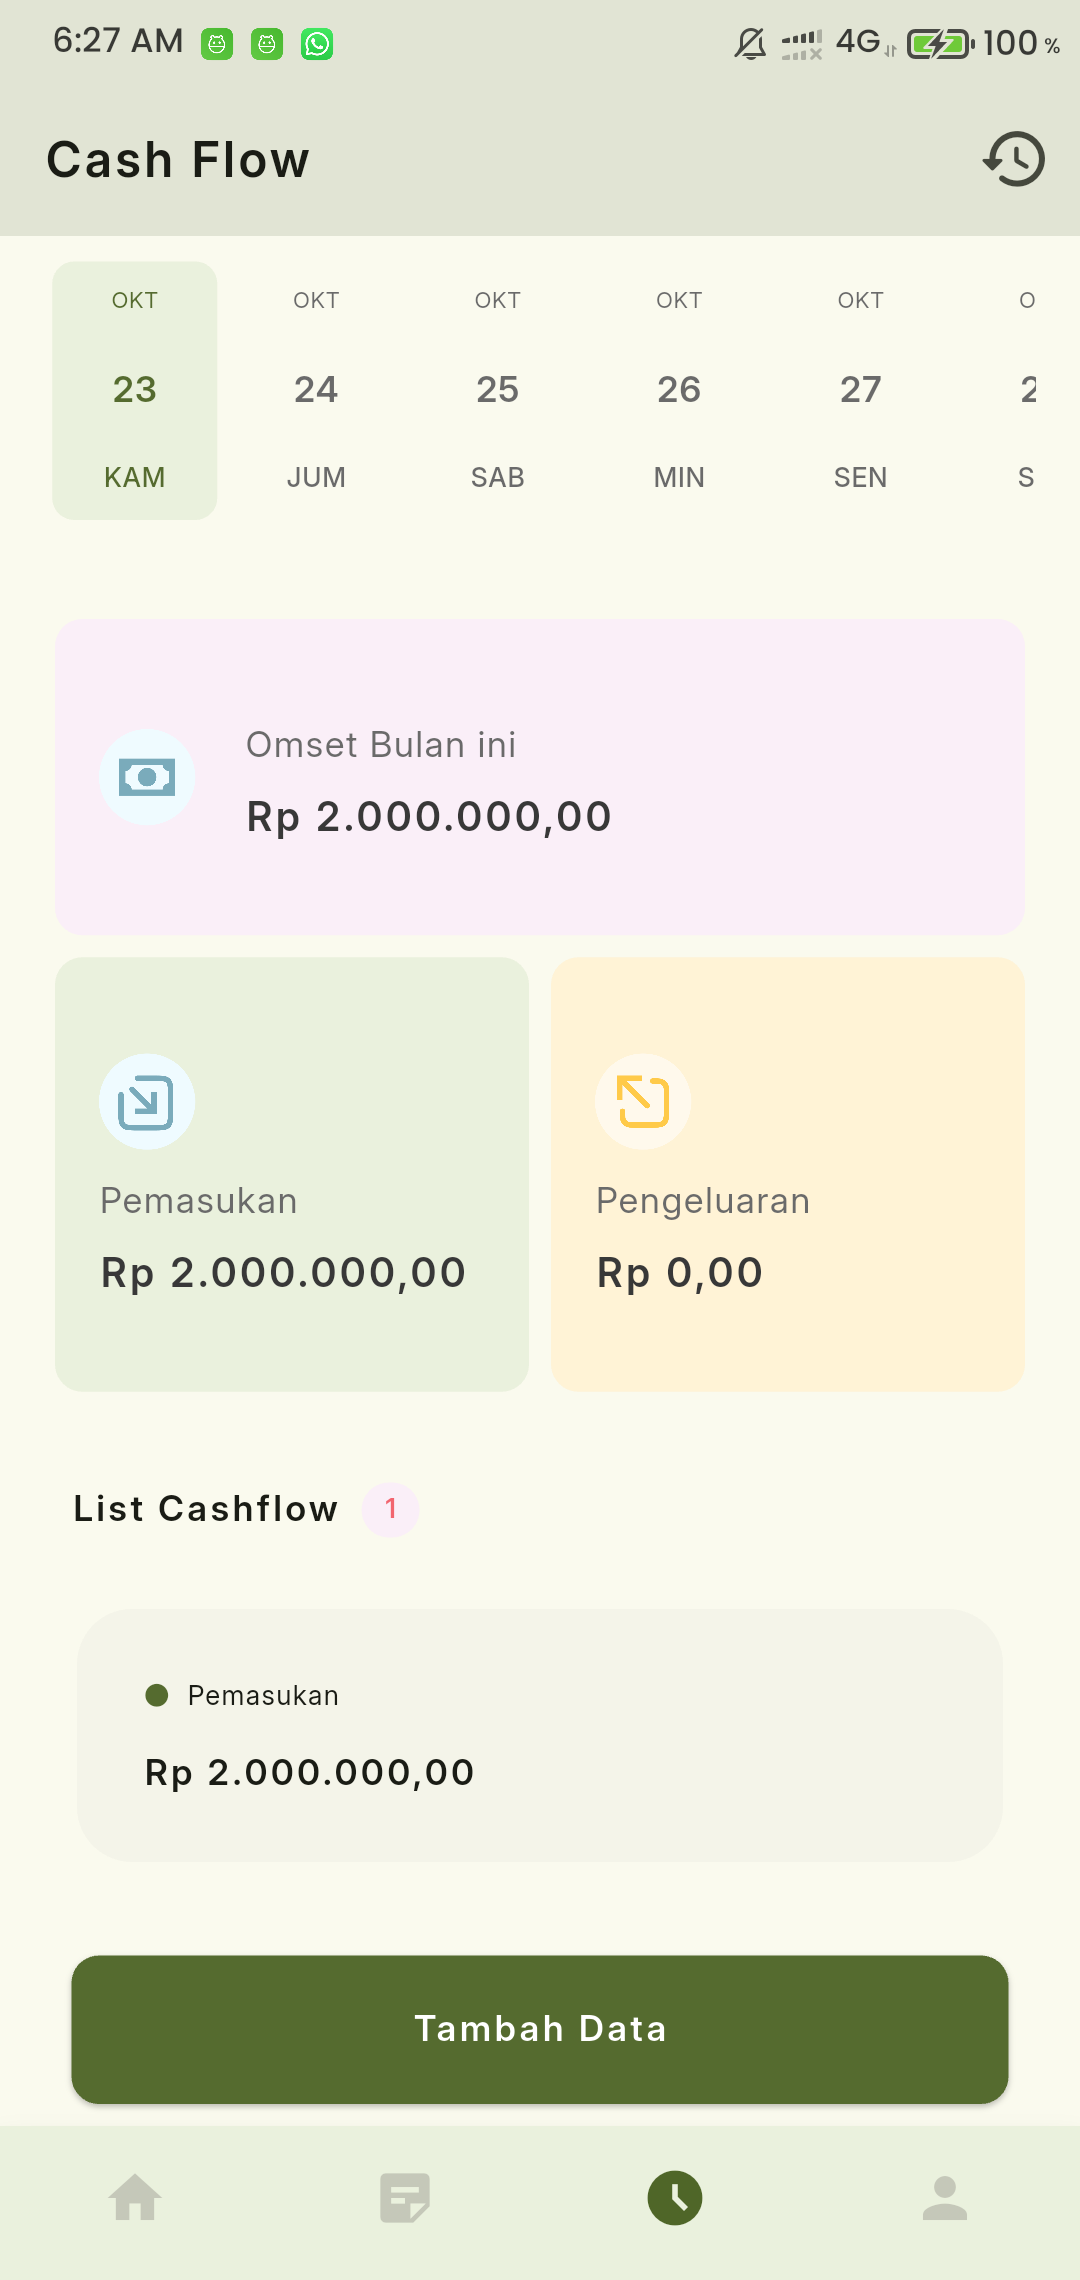 6:27 AM 4G 100 %
Cash Flow
OKT OKT OKT OKT OKT O
23 24 25 26 27 2
KAM JUM SAB MIN SEN S
Omset Bulan ini
Rp 2.000.000,00
Pemasukan
Rp 2.000.000,00
Pengeluaran
Rp 0,00
List Cashflow 1
Pemasukan
Rp 2.000.000,00
Tambah Data